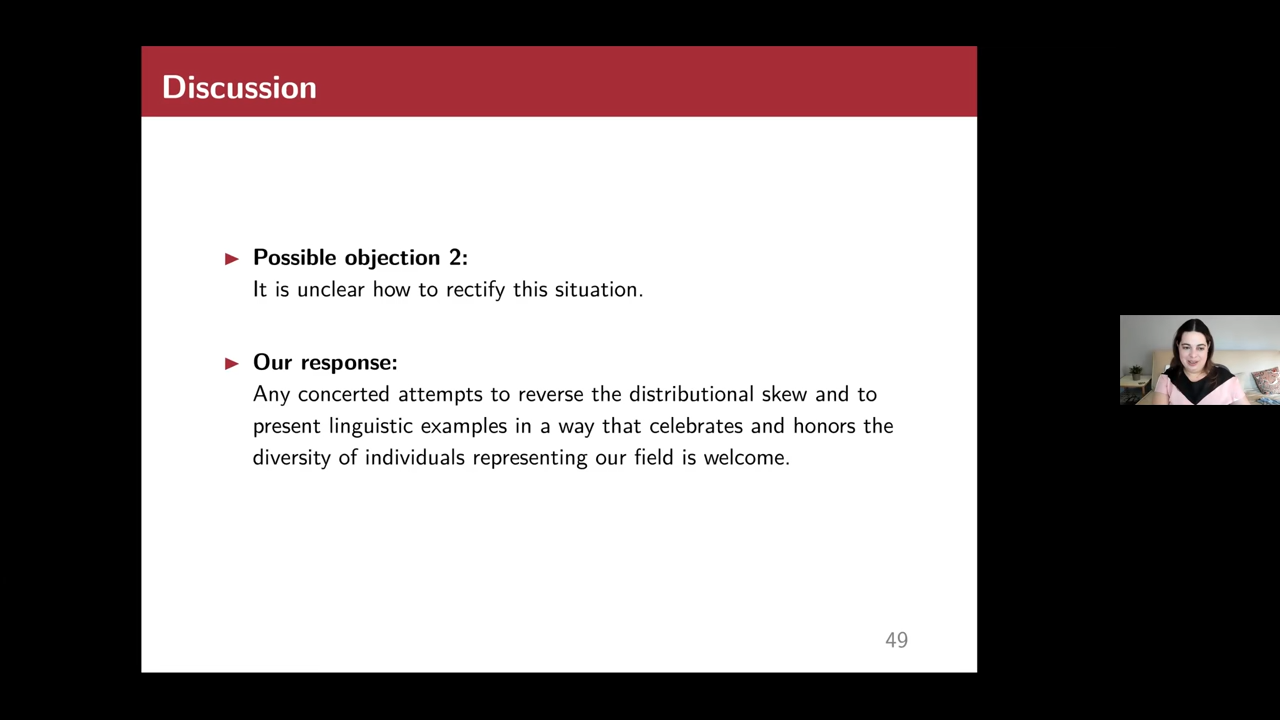 Discussion
▶ Possible objection 2:
It is unclear how to rectify this situation.
▶ Our response:
Any concerted attempts to reverse the distributional skew and to
present linguistic examples in a way that celebrates and honors the
diversity of individuals representing our field is welcome.
49